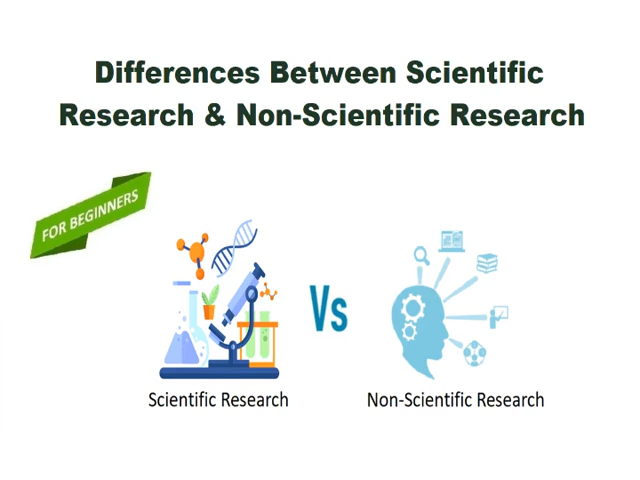 Differences Between Scientific
Research & Non-Scientific Research
FOR BEGINNERS
Vs
Scientific Research
Non-Scientific Research